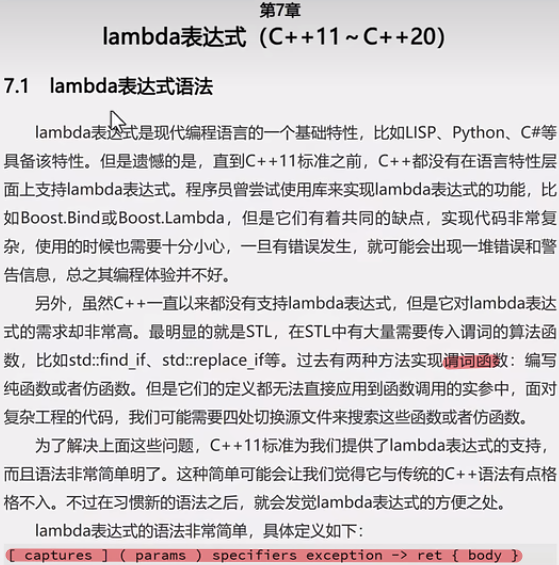 第7章
lambda表达式（C++11～C++20）
7.1 lambda表达式语法
lambda表达式是现代编程语言的一个基础特性，比如LISP、Python、C#等
具备该特性。但是遗憾的是，直到C++11标准之前，C++都没有在语言特性层
面上支持lambda表达式。程序员曾尝试使用库来实现lambda表达式的功能，比
如Boost.Bind或Boost.Lambda，但是它们有着共同的缺点，实现代码非常复
杂，使用的时候也需要十分小心，一旦有错误发生，就可能会出现一堆错误和警
告信息，总之其编程体验并不好。
另外，虽然C++一直以来都没有支持lambda表达式，但是它对lambda表达
式的需求却非常高。最明显的就是STL，在STL中有大量需要传入谓词的算法函
数，比如std::find_if、std::replace_if等。过去有两种方法实现谓词函数：编写
纯函数或者仿函数。但是它们的定义都无法直接应用到函数调用的实参中，面对
复杂工程的代码，我们可能需要四处切换源文件来搜索这些函数或者仿函数。
为了解决上面这些问题，C++11标准为我们提供了lambda表达式的支持，
而且语法非常简单明了。这种简单可能会让我们觉得它与传统的C++语法有点格
格不入。不过在习惯新的语法之后，就会发觉lambda表达式的方便之处。
lambda表达式的语法非常简单，具体定义如下：
[ captures ] ( params ) specifiers exception -> ret { body }